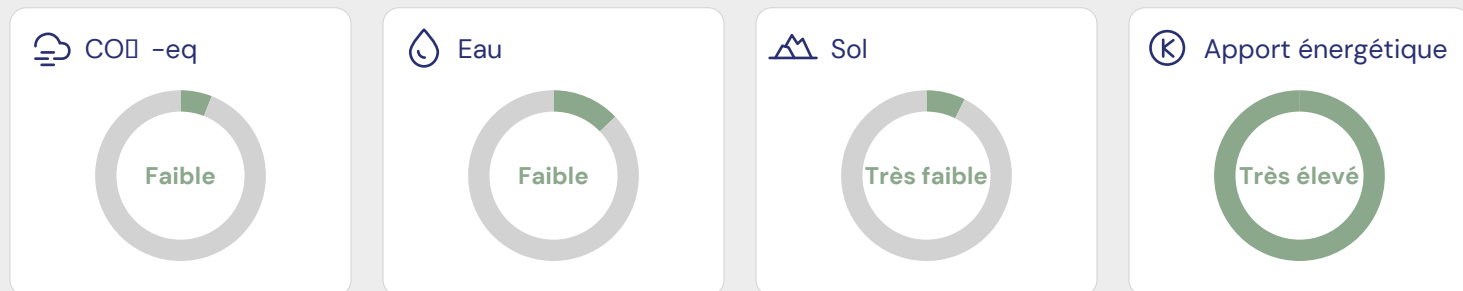 CO▯ -eq
Eau
Sol
Apport énergétique
Faible
Faible
Très faible
Très élevé